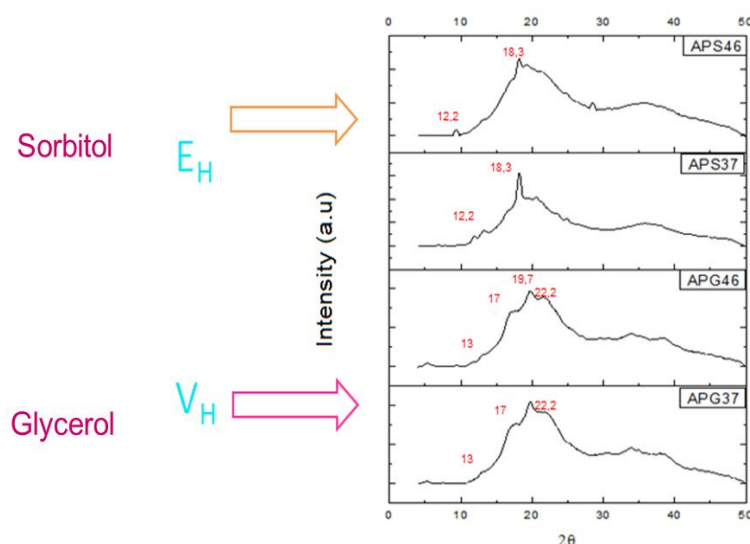 Sorbitol
E_H
Glycerol
V_H
Intensity (a.u)
0 10 20 30 40 50
APS46
18,3
12,2
APS37
18,3
12,2
APG46
19,7
17
22,2
13
APG37
17
22,2
13
0 10 20 30 40 50
2θ